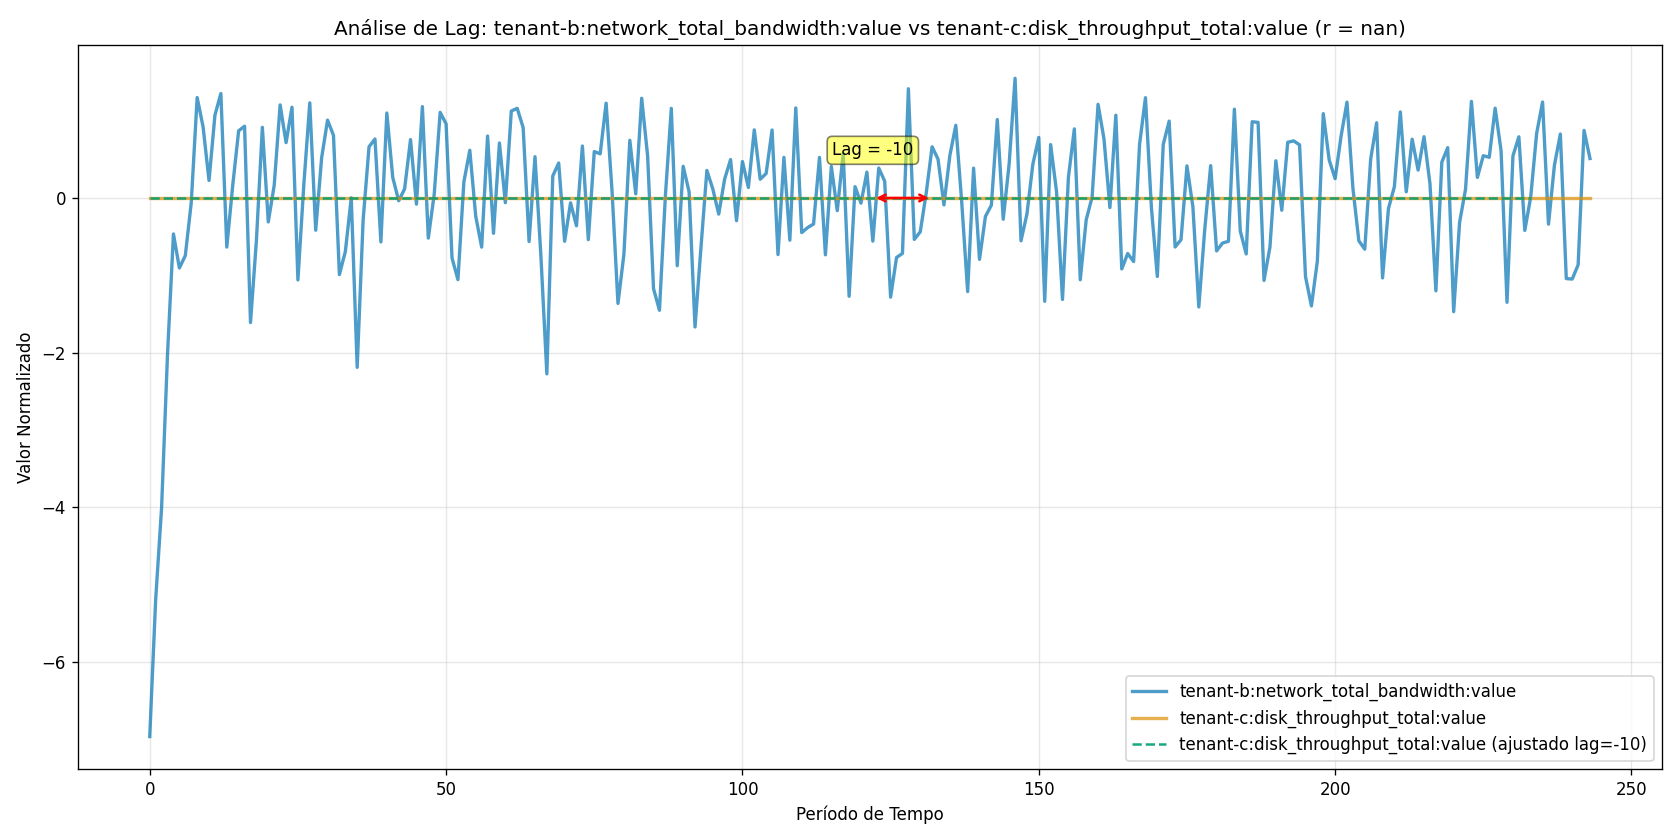 Análise de Lag: tenant-b:network_total_bandwidth:value vs tenant-c:disk_throughput_total:value (r = nan)
Valor Normalizado
0
−2
−4
−6
Lag = -10
tenant-b:network_total_bandwidth:value
tenant-c:disk_throughput_total:value
tenant-c:disk_throughput_total:value (ajustado lag=-10)
0 50 100 150 200 250
Período de Tempo